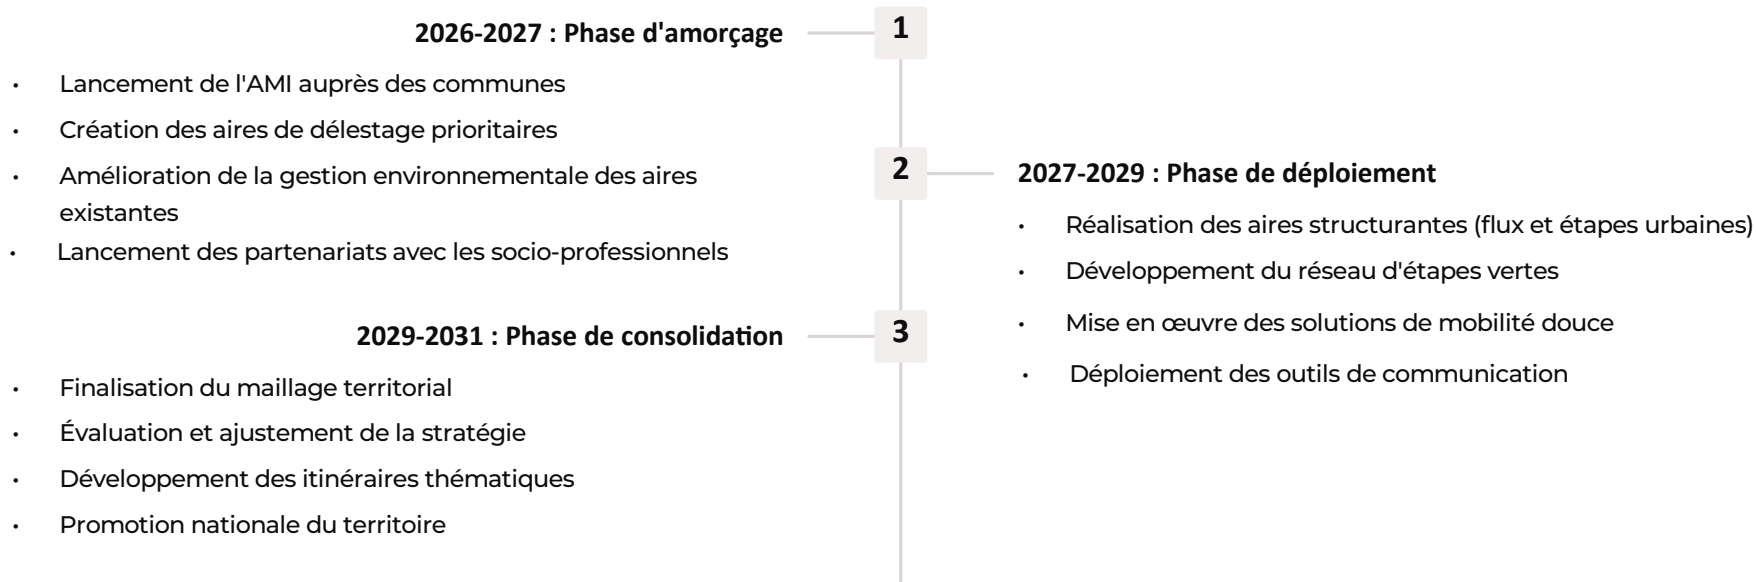 2026-2027 : Phase d'amorçage
1
• Lancement de l'AMI auprès des communes
• Création des aires de délestage prioritaires
• Amélioration de la gestion environnementale des aires
existantes
• Lancement des partenariats avec les socio-professionnels
2
2027-2029 : Phase de déploiement
• Réalisation des aires structurantes (flux et étapes urbaines)
• Développement du réseau d'étapes vertes
• Mise en œuvre des solutions de mobilité douce
• Déploiement des outils de communication
2029-2031 : Phase de consolidation
3
• Finalisation du maillage territorial
• Évaluation et ajustement de la stratégie
• Développement des itinéraires thématiques
• Promotion nationale du territoire